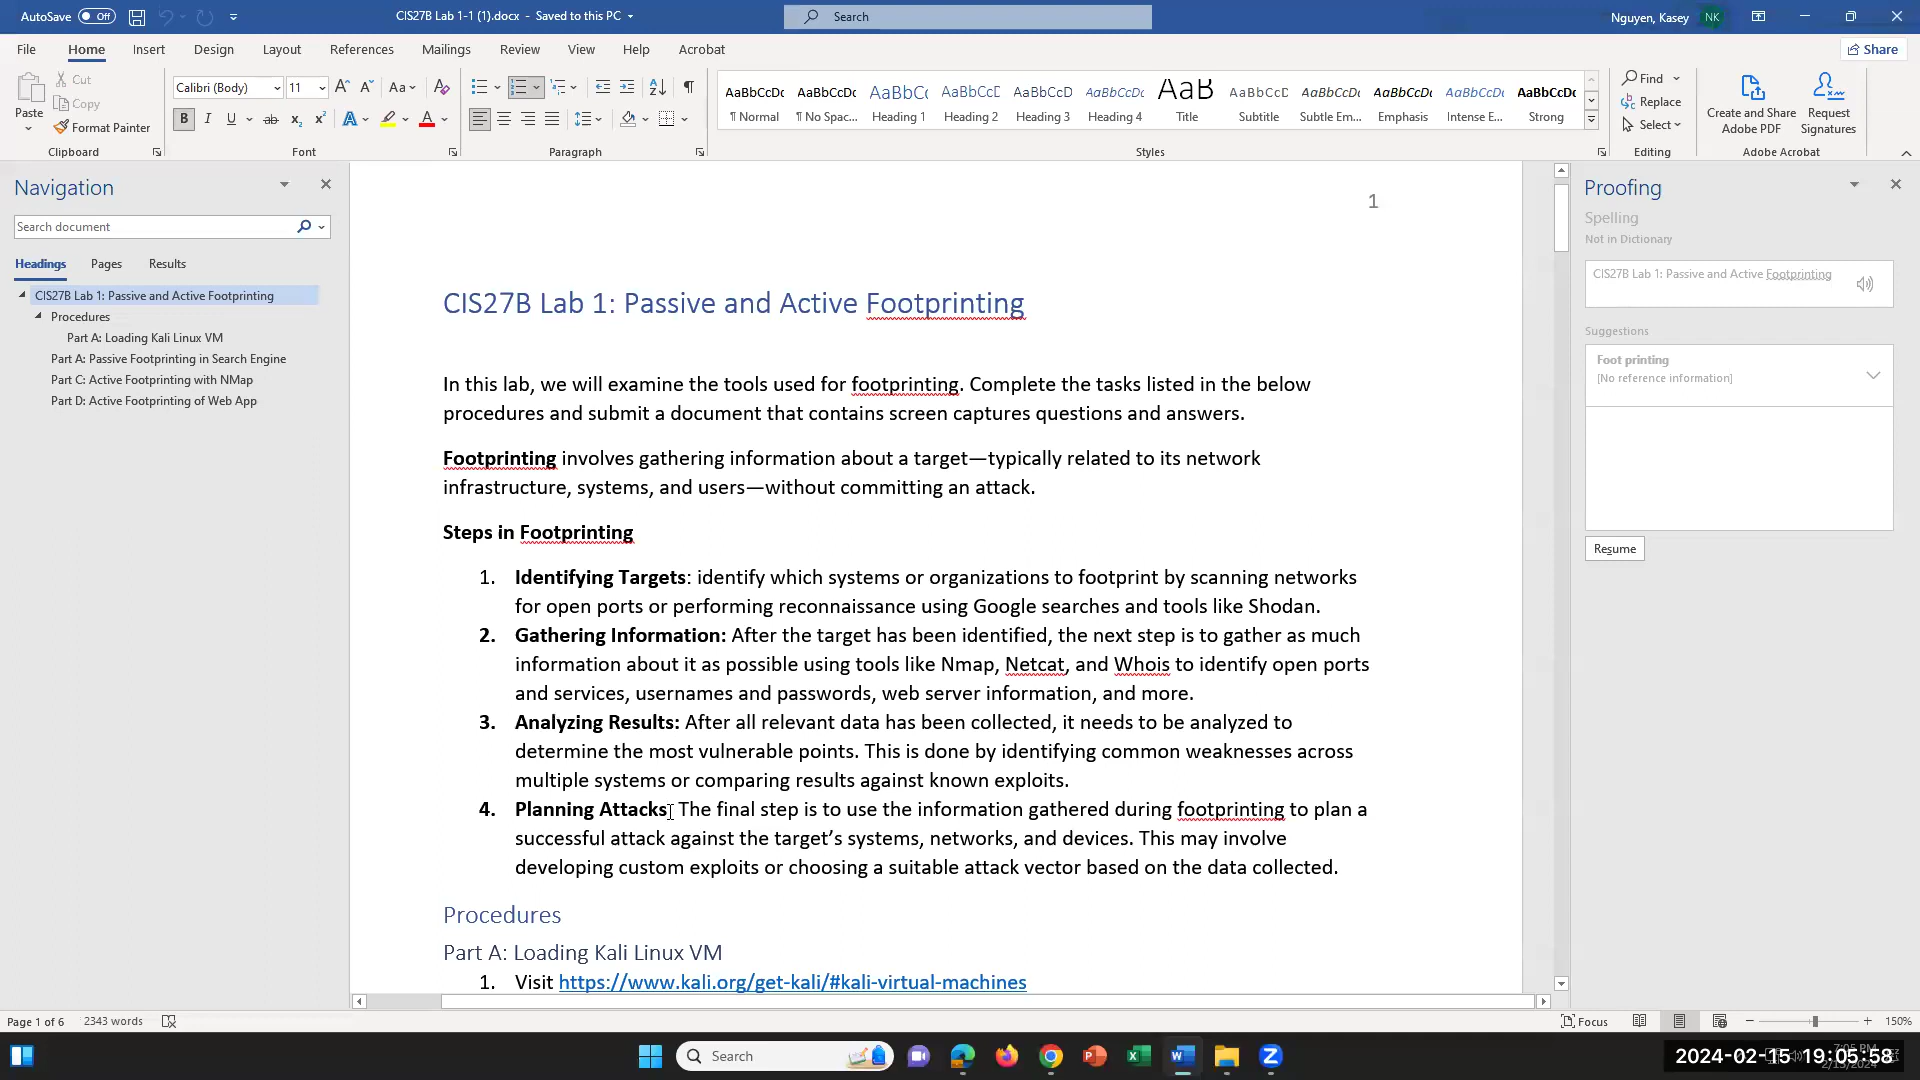 AutoSave Off CIS27B Lab 1-1 (1).docx - Saved to this PC Search Nguyen, Kasey NK
File Home Insert Design Layout References Mailings Review View Help Acrobat Share
Paste Cut Copy Format Painter
Clipboard
Calibri (Body) 11
Font
Paragraph
AaBbCcDc AaBbCcDc AaBbC AaBbCcD AaBbCcDc AaBbCcDc AaB AaBbCcD AaBbCcDc AaBbCcDc AaBbCcDc AaBbCcDc
¶ Normal ¶ No Spac... Heading 1 Heading 2 Heading 3 Heading 4 Title Subtitle Subtle Em... Emphasis Intense E... Strong
Styles
Find
Replace
Select
Editing
Create and Share Adobe PDF
Request Signatures
Adobe Acrobat
Navigation
Search document
Headings Pages Results
CIS27B Lab 1: Passive and Active Footprinting
Procedures
Part A: Loading Kali Linux VM
Part A: Passive Footprinting in Search Engine
Part C: Active Footprinting with NMap
Part D: Active Footprinting of Web App
1
CIS27B Lab 1: Passive and Active Footprinting
In this lab, we will examine the tools used for footprinting. Complete the tasks listed in the below
procedures and submit a document that contains screen captures questions and answers.
Footprinting involves gathering information about a target—typically related to its network
infrastructure, systems, and users—without committing an attack.
Steps in Footprinting
1. Identifying Targets: identify which systems or organizations to footprint by scanning networks
for open ports or performing reconnaissance using Google searches and tools like Shodan.
2. Gathering Information: After the target has been identified, the next step is to gather as much
information about it as possible using tools like Nmap, Netcat, and Whois to identify open ports
and services, usernames and passwords, web server information, and more.
3. Analyzing Results: After all relevant data has been collected, it needs to be analyzed to
determine the most vulnerable points. This is done by identifying common weaknesses across
multiple systems or comparing results against known exploits.
4. Planning Attacks: The final step is to use the information gathered during footprinting to plan a
successful attack against the target’s systems, networks, and devices. This may involve
developing custom exploits or choosing a suitable attack vector based on the data collected.
Procedures
Part A: Loading Kali Linux VM
1. Visit https://www.kali.org/get-kali/#kali-virtual-machines
Proofing
Spelling
Not in Dictionary
CIS27B Lab 1: Passive and Active Footprinting
Suggestions
Foot printing
[No reference information]
Resume
Page 1 of 6 2343 words Focus 150%
Search
2024-02-15 19:05:58